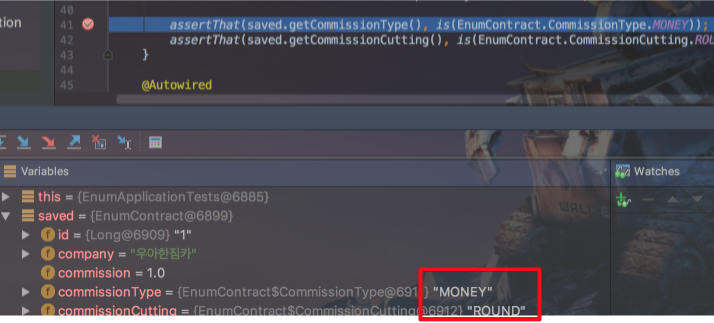 40
41 assertThat(saved.getCommissionType(), is(EnumContract.CommissionType.MONEY));
42 assertThat(saved.getCommissionCutting(), is(EnumContract.CommissionCutting.ROU
43 }
44
45 @Autowired
Variables
Watches
this = {EnumApplicationTests@6885}
saved = {EnumContract@6899}
id = {Long@6909} "1"
company = "우아한짐카"
commission = 1.0
commissionType = {EnumContract$CommissionType@691 } "MONEY"
commissionCutting = {EnumContract$CommissionCutting@6912} "ROUND"